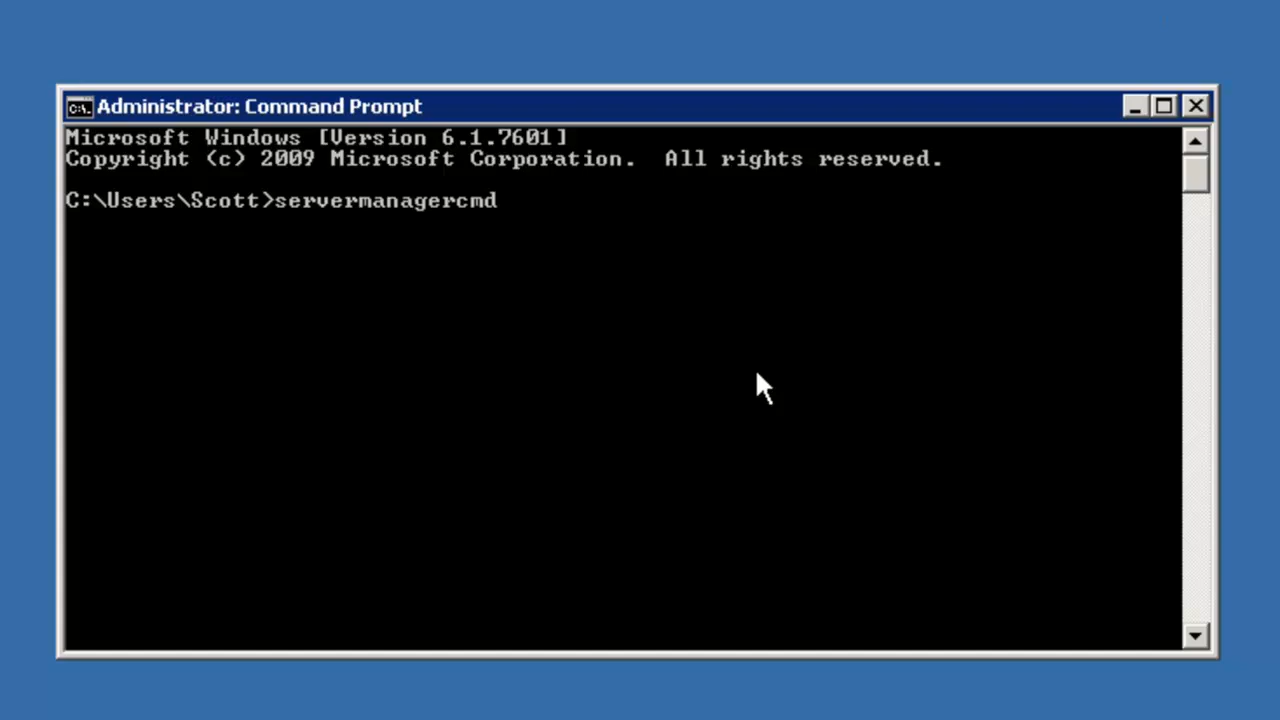 Administrator: Command Prompt
Microsoft Windows [Version 6.1.7601]
Copyright (c) 2009 Microsoft Corporation.  All rights reserved.
C:\Users\Scott>servermanagercmd